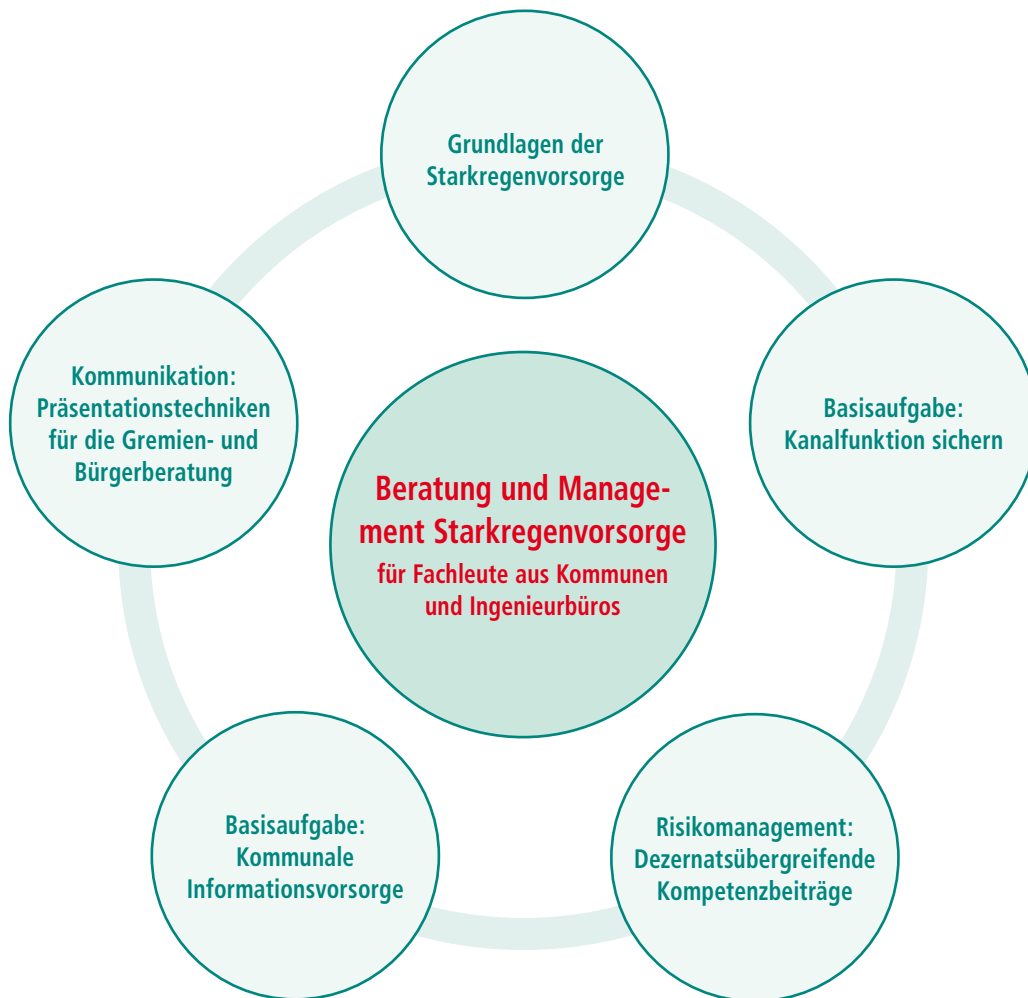 Grundlagen der
Starkregenvorsorge
Kommunikation:
Präsentationstechniken
für die Gremien- und
Bürgerberatung
Basisaufgabe:
Kanalfunktion sichern
Beratung und Manage-
ment Starkregenvorsorge
für Fachleute aus Kommunen
und Ingenieurbüros
Basisaufgabe:
Kommunale
Informationsvorsorge
Risikomanagement:
Dezernatsübergreifende
Kompetenzbeiträge